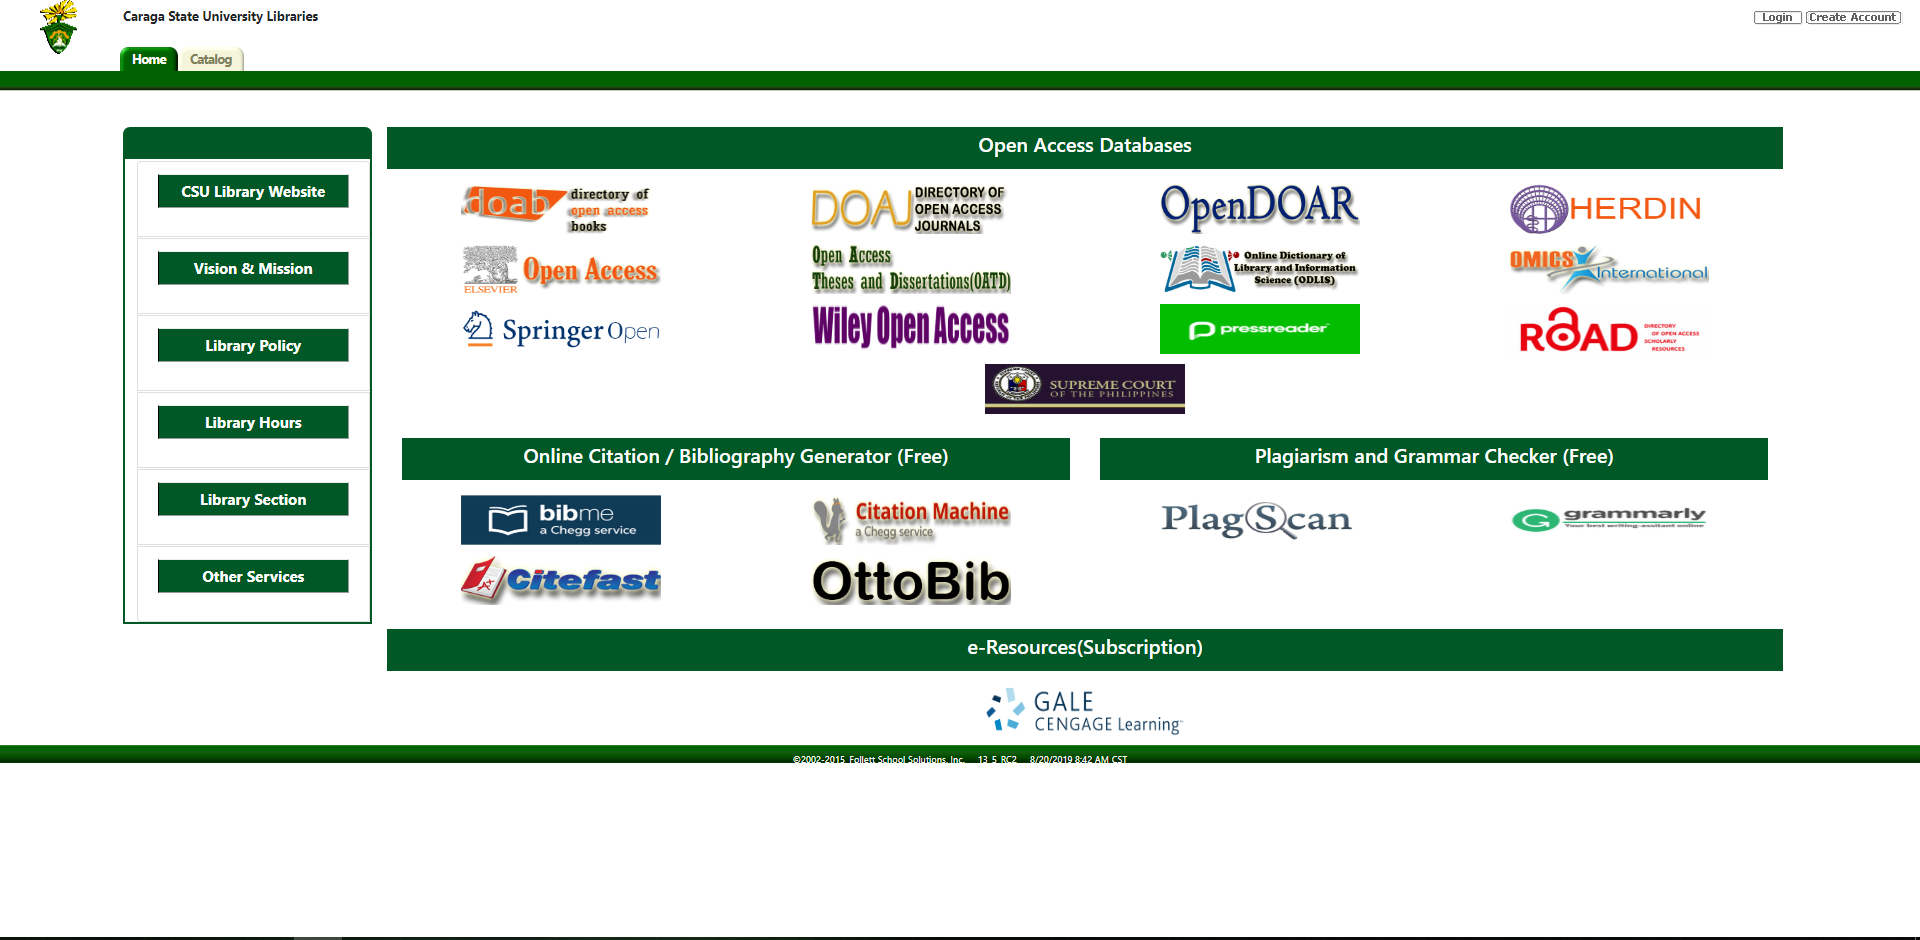 Caraga State University Libraries
Login
Create Account
Home
Catalog
CSU Library Website
Vision & Mission
Library Policy
Library Hours
Library Section
Other Services
Open Access Databases
doab directory of
open access
books
DOAJ DIRECTORY OF
OPEN ACCESS
JOURNALS
OpenDOAR
HERDIN
ELSEVIER
Open Access
Open Access
Theses and Dissertations(OATD)
Online Dictionary of
Library and Information
Science (ODLIS)
OMICS
International
Springer Open
Wiley Open Access
pressreader
ROAD
DIRECTORY
OF OPEN ACCESS
SCHOLARLY
RESOURCES
SUPREME COURT
OF THE PHILIPPINES
Online Citation / Bibliography Generator (Free)
bibme
a Chegg service
Citation Machine
a Chegg service
Citefast
OttoBib
Plagiarism and Grammar Checker (Free)
PlagScan
grammarly
Your best writing-assitant online
e-Resources(Subscription)
GALE
CENGAGE Learning™
©2002-2015 Follett School Solutions, Inc. 13_5_RC2 8/20/2019 8:42 AM CST